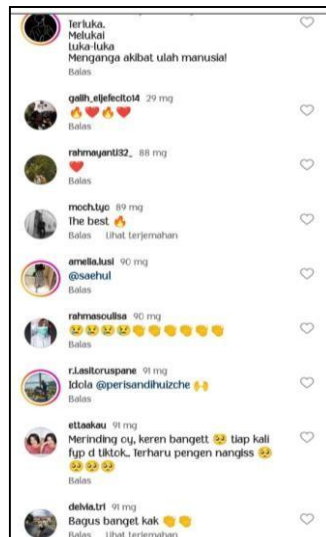 Terluka.
Melukai
Luka-luka
Menganga akibat ulah manusia!
Balas
galih_eljefecito14 29 mg
🔥❤️🔥❤️
Balas
rahmayanti32_ 88 mg
❤️
Balas
moch.tyo 89 mg
The best 🔥
Balas Lihat terjemahan
amelia.lusi 90 mg
@saehul
Balas
rahmasoulisa 90 mg
😢😢😢😢👏👏👏👏👏👏
Balas
r.l.asitoruspane 91 mg
Idola @perisandihuizche 🙌
Balas
ettaakau 91 mg
Merinding oy, keren bangett 🥺 tiap kali
fyp d tiktok.. Terharu pengen nangiss 🥺
🥺🥺🥺
Balas
delvia.tri 91 mg
Bagus banget kak 👏👏
Balas Lihat terjemahan